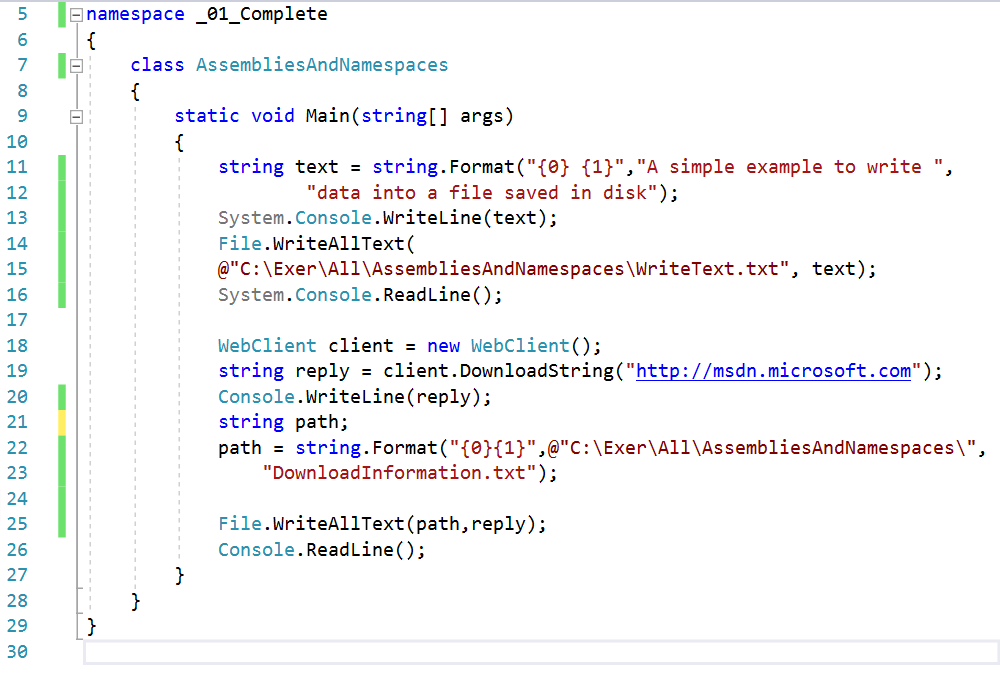 5 namespace _01_Complete
6 {
7     class AssembliesAndNamespaces
8     {
9         static void Main(string[] args)
10         {
11             string text = string.Format("{0} {1}","A simple example to write ",
12                     "data into a file saved in disk");
13             System.Console.WriteLine(text);
14             File.WriteAllText(
15             @"C:\Exer\All\AssembliesAndNamespaces\WriteText.txt", text);
16             System.Console.ReadLine();
17
18             WebClient client = new WebClient();
19             string reply = client.DownloadString("http://msdn.microsoft.com");
20             Console.WriteLine(reply);
21             string path;
22             path = string.Format("{0}{1}",@"C:\Exer\All\AssembliesAndNamespaces\",
23                 "DownloadInformation.txt");
24
25             File.WriteAllText(path,reply);
26             Console.ReadLine();
27         }
28     }
29 }
30